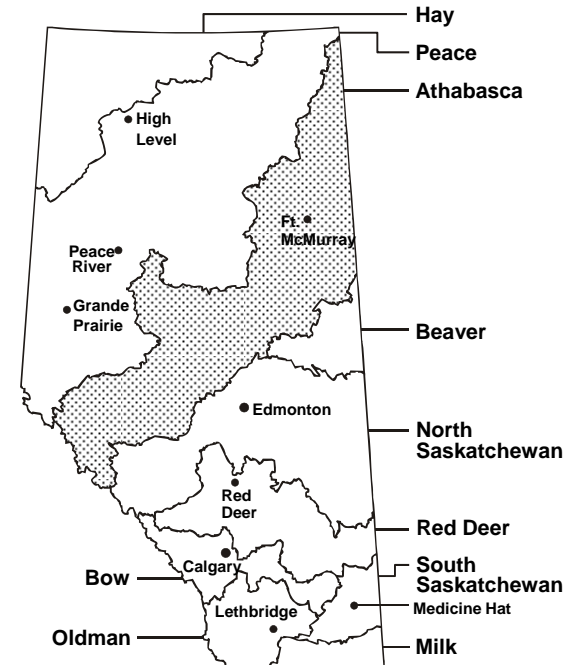 Hay
Peace
Athabasca
High
Level
Ft.
McMurray
Peace
River
Grande
Prairie
Beaver
Edmonton
North
Saskatchewan
Red
Deer
Red Deer
Calgary
South
Saskatchewan
Bow
Medicine Hat
Lethbridge
Oldman
Milk